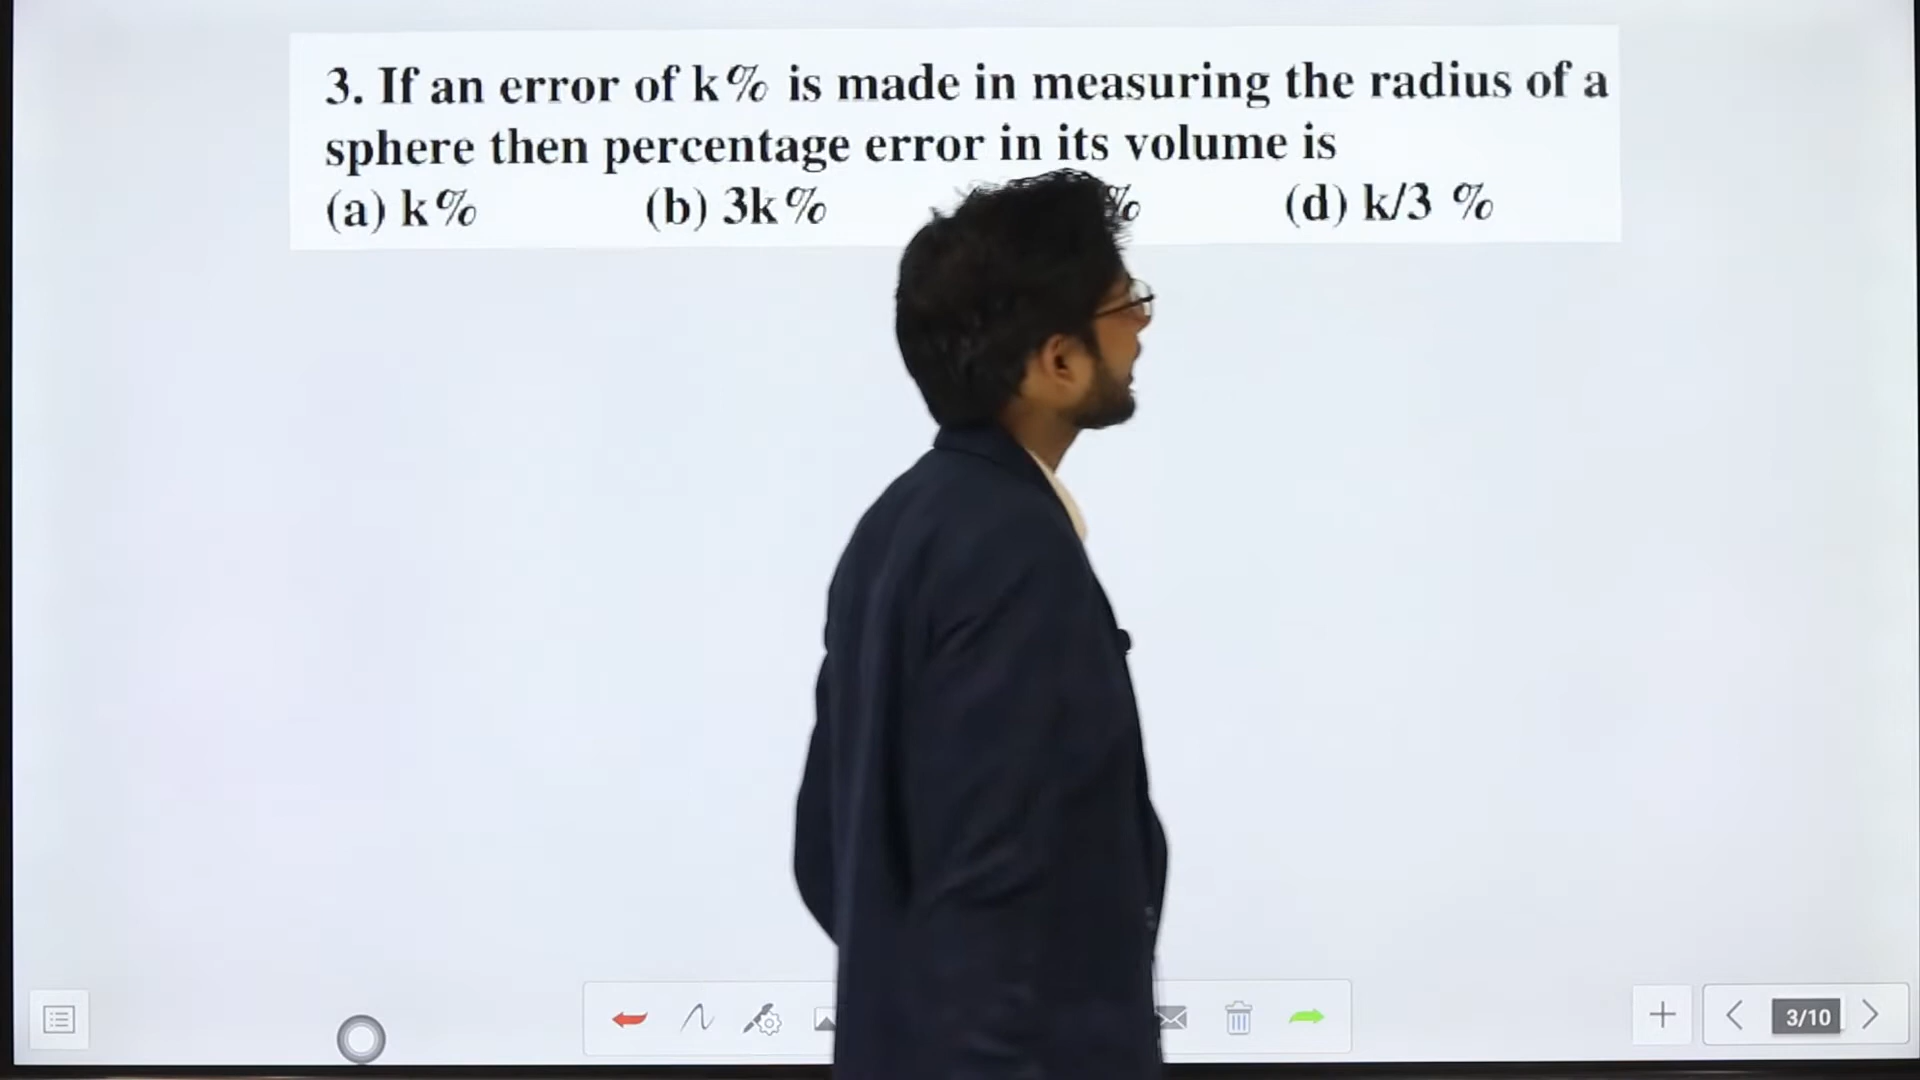 3. If an error of k% is made in measuring the radius of a
sphere then percentage error in its volume is
(a) k% (b) 3k% % (d) k/3 %
3/10